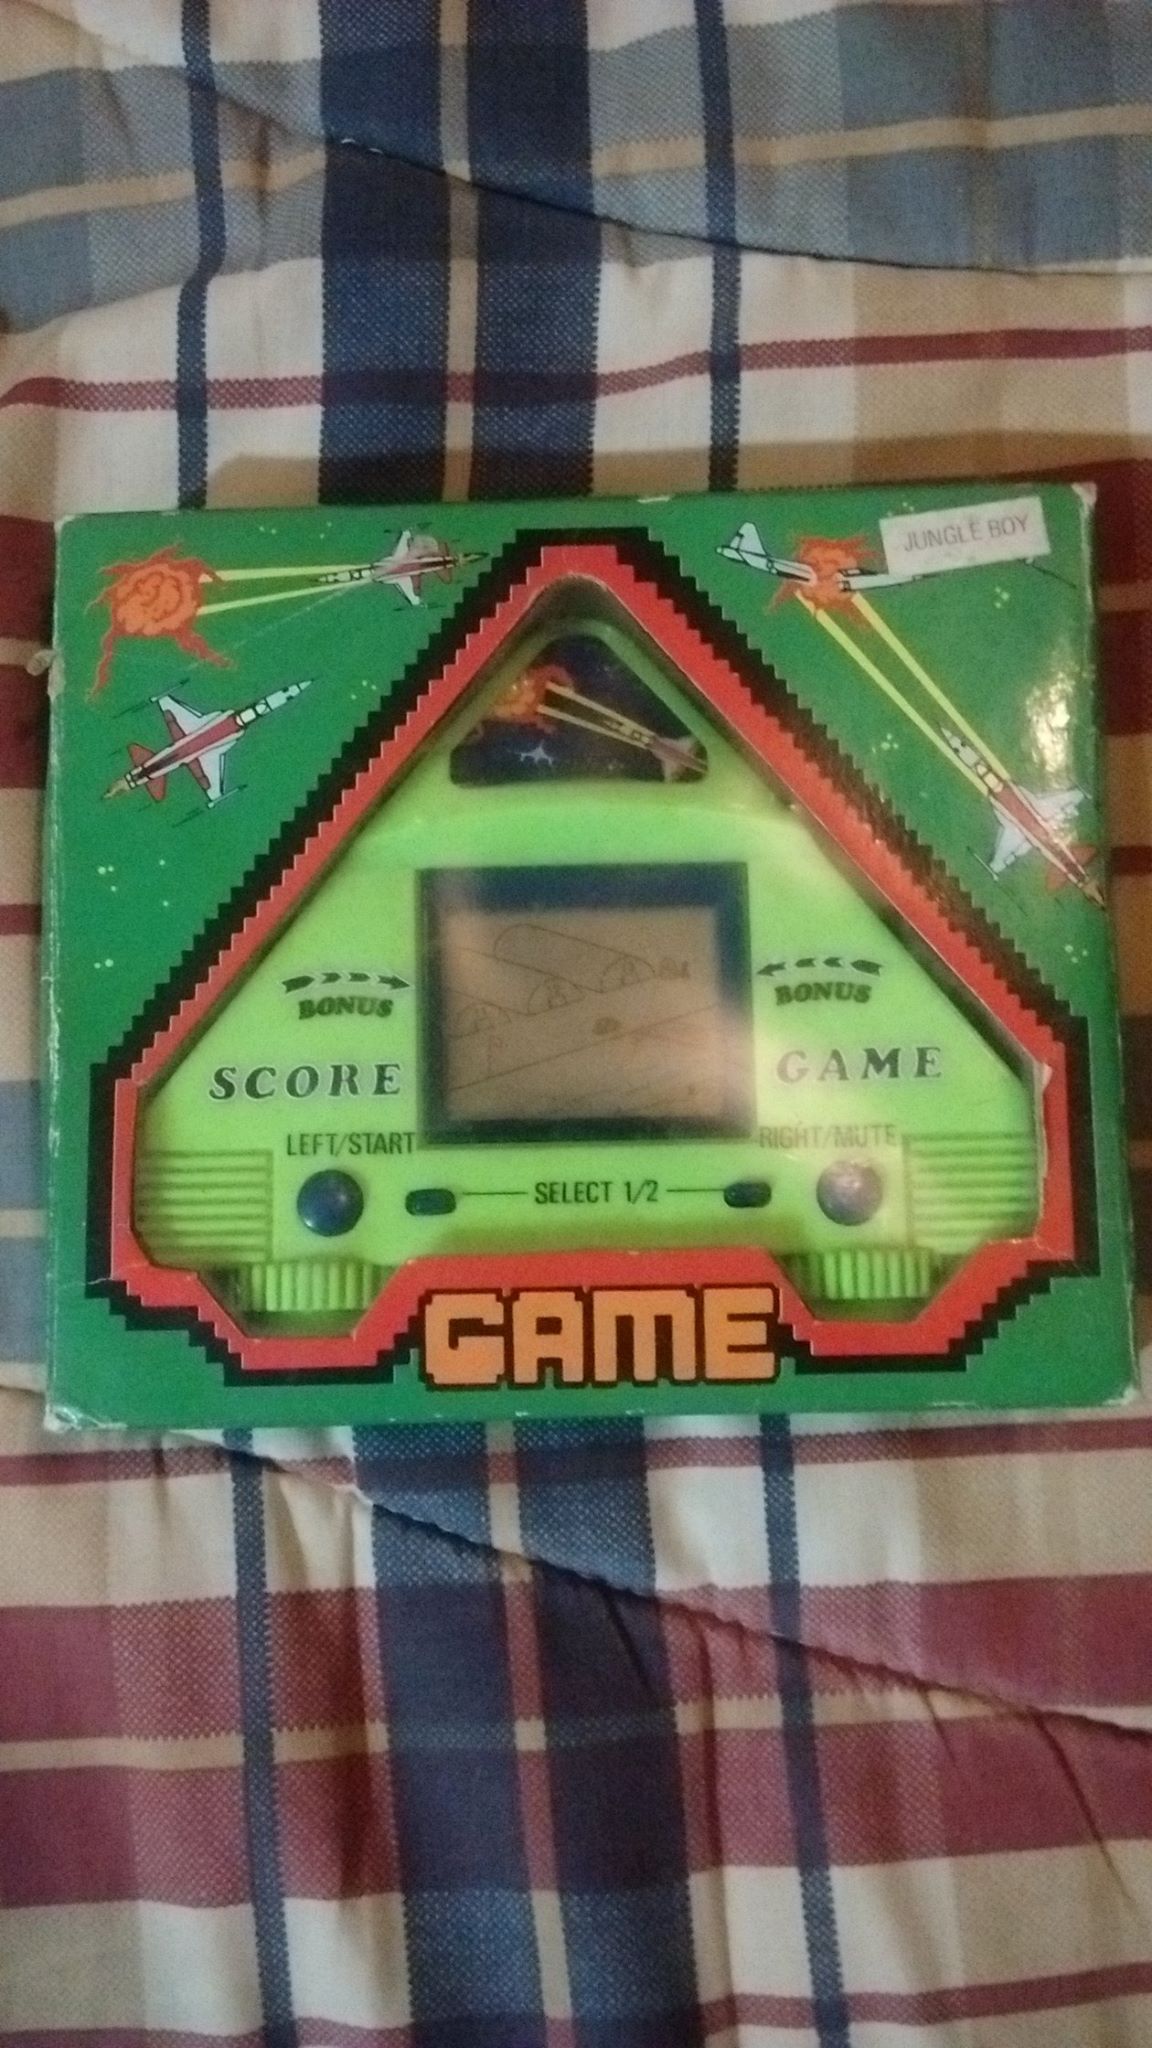 JUNGLE BOY
BONUS
BONUS
SCORE
GAME
LEFT/START
RIGHT/MUTE
SELECT 1/2
GAME